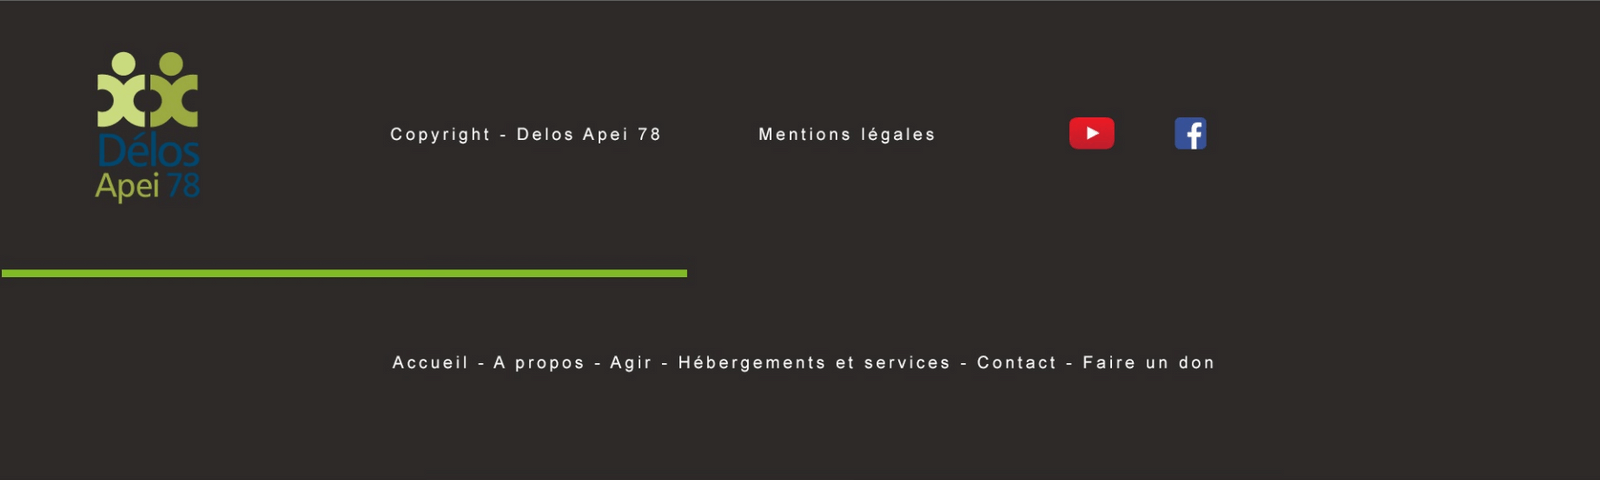 Délos
Apei 78
Copyright - Delos Apei 78
Mentions légales
Accueil - A propos - Agir - Hébergements et services - Contact - Faire un don